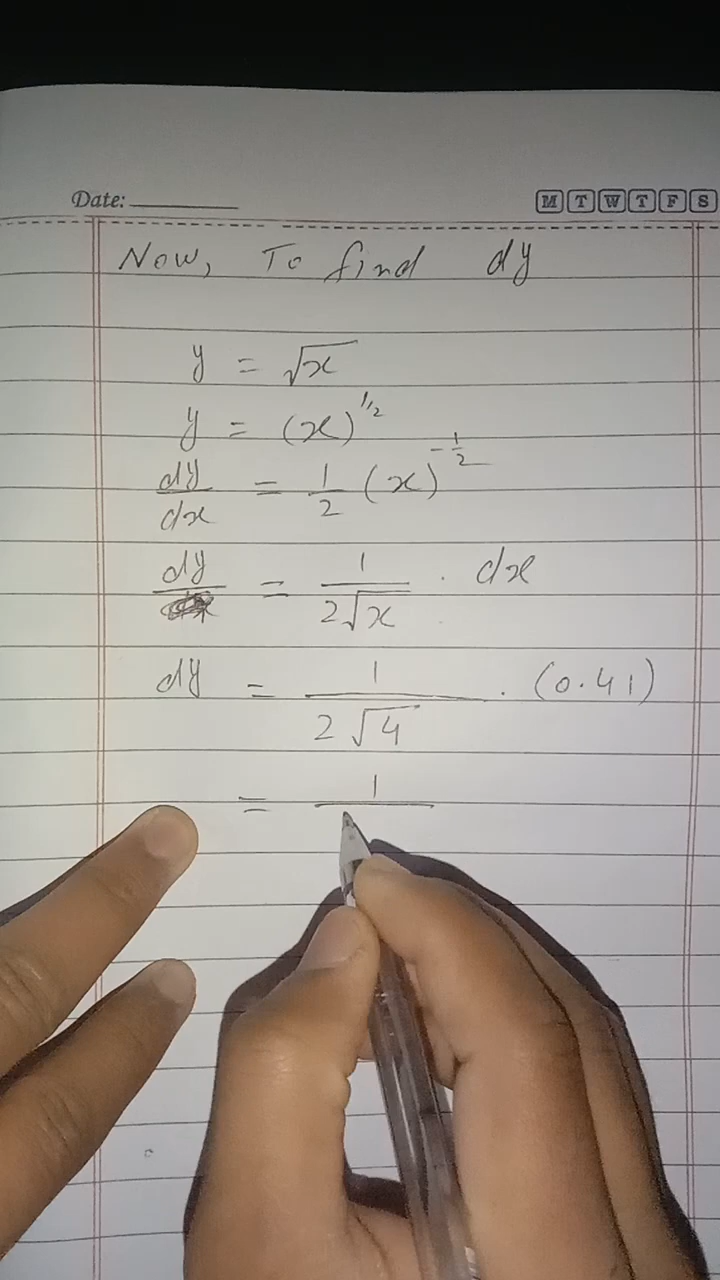 Date:
M T W T F S
Now, To find dy
y = √x
y = (x)^1/2
dy/dx = 1/2 (x)^-1/2
dy/ = 1/2√x . dx
dy = 1/2√4 . (0.41)
= 1/